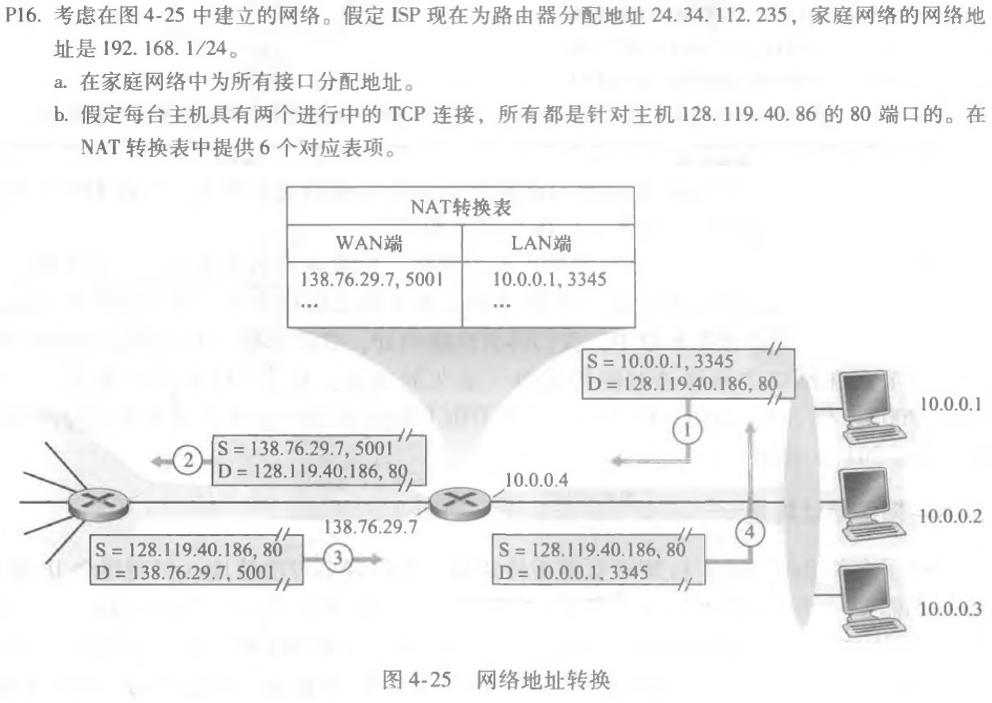 P16. 考虑在图 4-25 中建立的网络。假定 ISP 现在为路由器分配地址 24.34.112.235，家庭网络的网络地
址是 192.168.1/24。
a. 在家庭网络中为所有接口分配地址。
b. 假定每台主机具有两个进行中的 TCP 连接，所有都是针对主机 128.119.40.86 的 80 端口的。在
NAT 转换表中提供 6 个对应表项。
NAT转换表
WAN端 LAN端
138.76.29.7, 5001 10.0.0.1, 3345
… …
S = 10.0.0.1, 3345
D = 128.119.40.186, 80
10.0.0.1
1
S = 138.76.29.7, 5001
D = 128.119.40.186, 80
2
10.0.0.4
138.76.29.7
10.0.0.2
S = 128.119.40.186, 80
D = 138.76.29.7, 5001
3
S = 128.119.40.186, 80
D = 10.0.0.1, 3345
4
10.0.0.3
图 4-25 网络地址转换